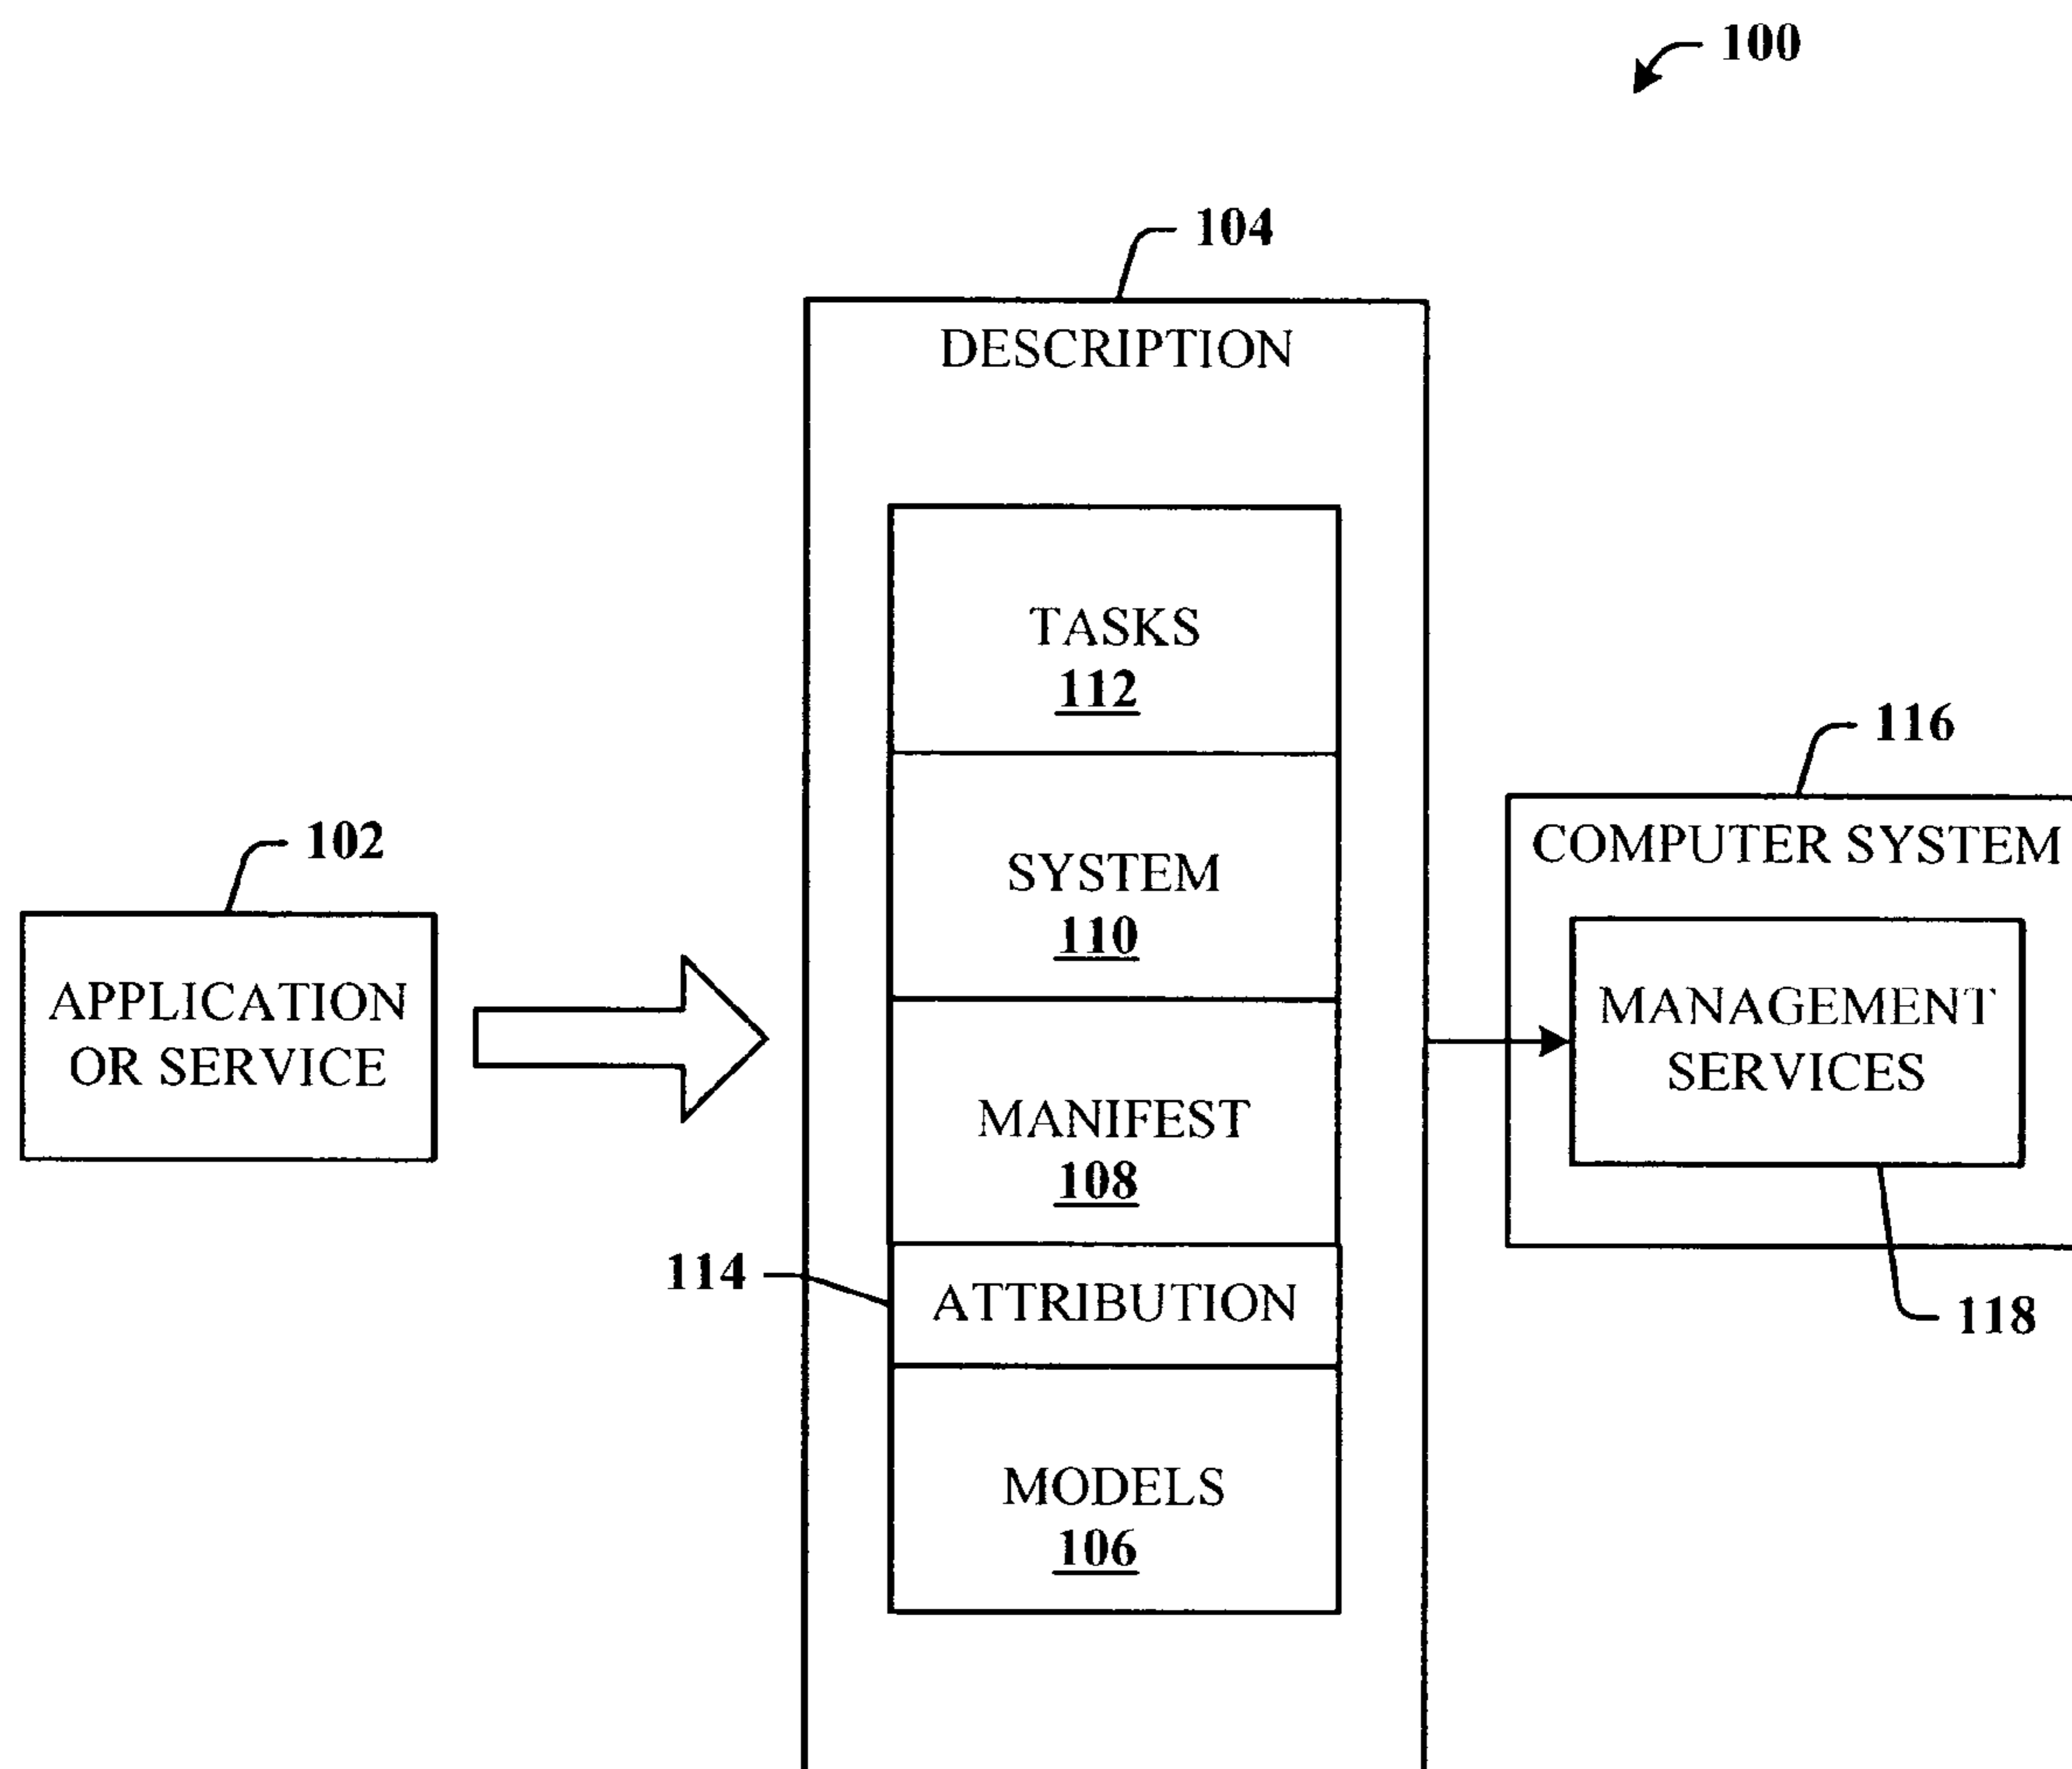 100
104
DESCRIPTION
TASKS
112
116
COMPUTER SYSTEM
102
SYSTEM
110
APPLICATION
OR SERVICE
MANAGEMENT
SERVICES
MANIFEST
108
114
ATTRIBUTION
118
MODELS
106